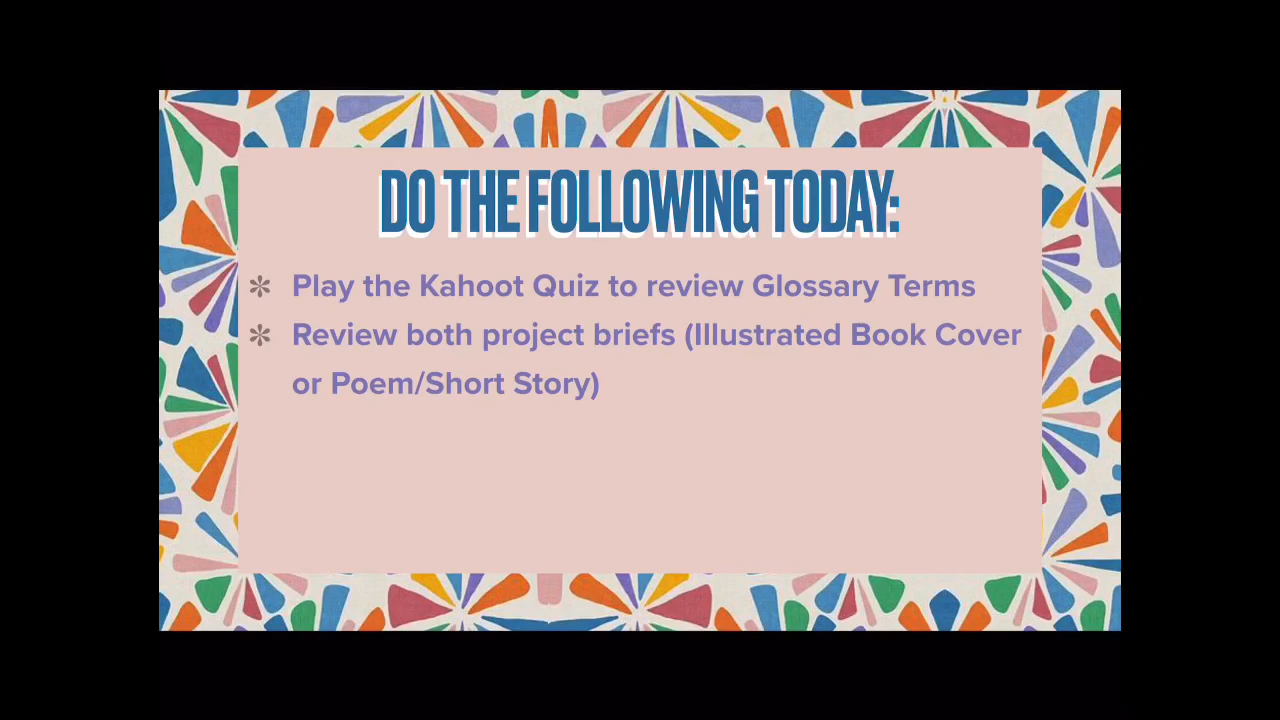 DO THE FOLLOWING TODAY:
✻ Play the Kahoot Quiz to review Glossary Terms
✻ Review both project briefs (Illustrated Book Cover
or Poem/Short Story)